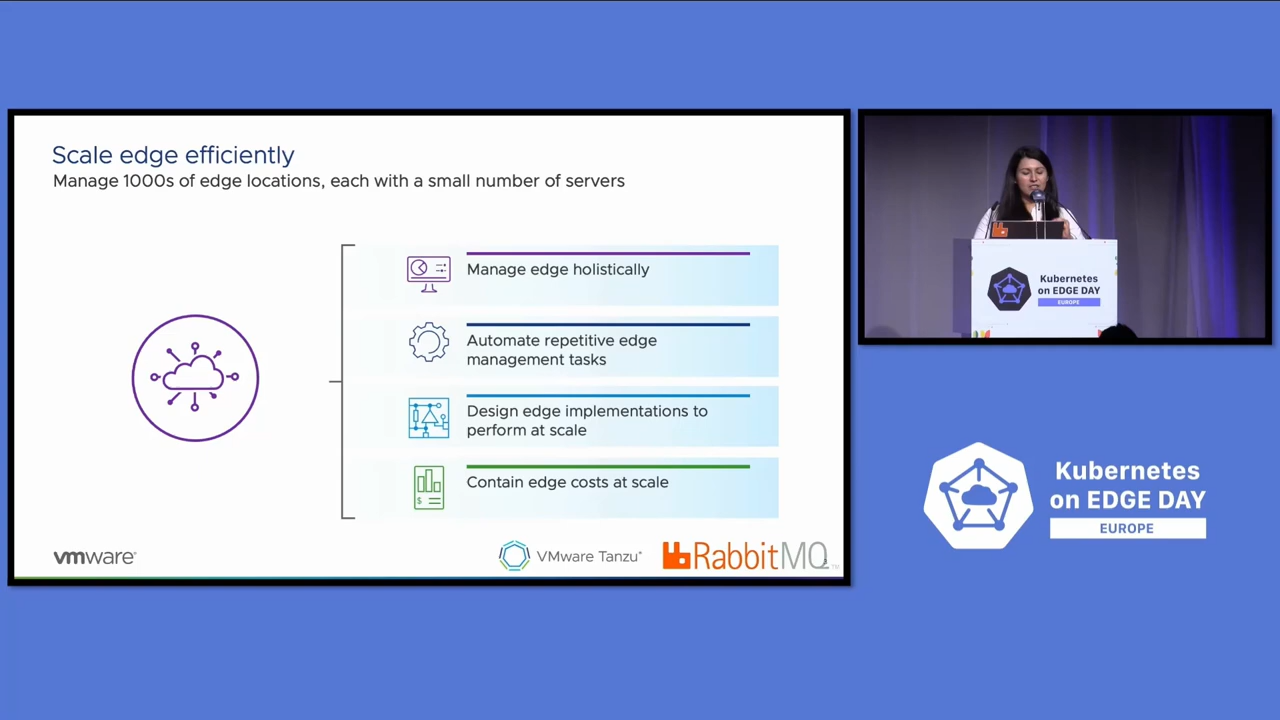 Scale edge efficiently
Manage 1000s of edge locations, each with a small number of servers
Manage edge holistically
Automate repetitive edge
management tasks
Design edge implementations to
perform at scale
Contain edge costs at scale
vmware®
VMware Tanzu
RabbitMQ
Kubernetes
on EDGE DAY
EUROPE
Kubernetes
on EDGE DAY
EUROPE